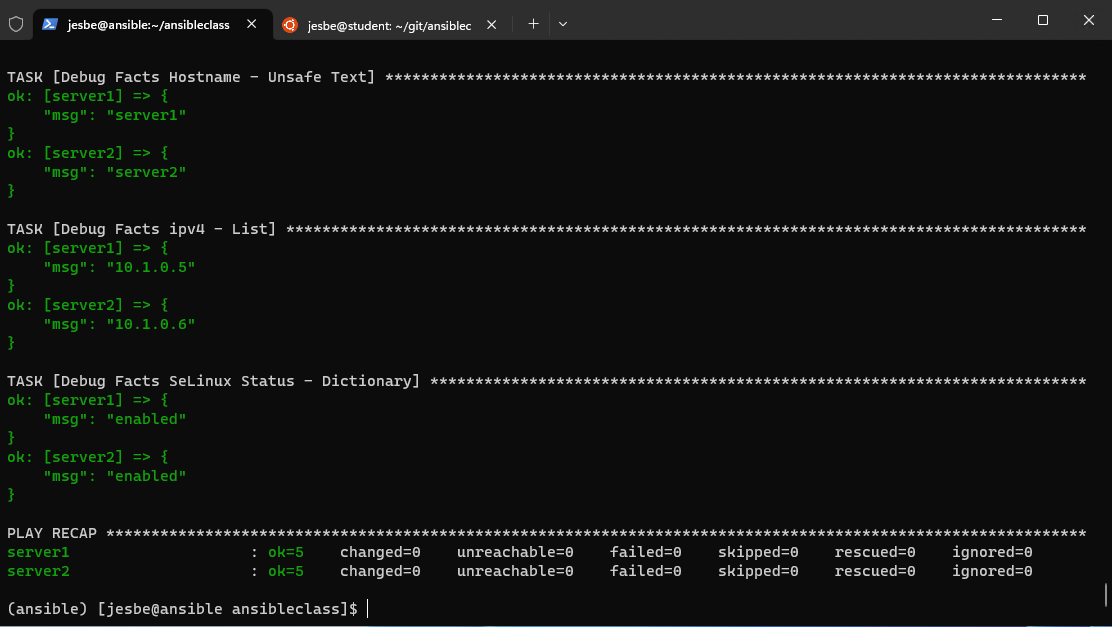 jesbe@ansible:~/ansibleclass
jesbe@student: ~/git/ansiblec
TASK [Debug Facts Hostname - Unsafe Text] ******************************************************************************
ok: [server1] => {
    "msg": "server1"
}
ok: [server2] => {
    "msg": "server2"
}
TASK [Debug Facts ipv4 - List] *****************************************************************************************
ok: [server1] => {
    "msg": "10.1.0.5"
}
ok: [server2] => {
    "msg": "10.1.0.6"
}
TASK [Debug Facts SeLinux Status - Dictionary] *************************************************************************
ok: [server1] => {
    "msg": "enabled"
}
ok: [server2] => {
    "msg": "enabled"
}
PLAY RECAP *************************************************************************************************************
server1                    : ok=5    changed=0    unreachable=0    failed=0    skipped=0    rescued=0    ignored=0
server2                    : ok=5    changed=0    unreachable=0    failed=0    skipped=0    rescued=0    ignored=0
(ansible) [jesbe@ansible ansibleclass]$